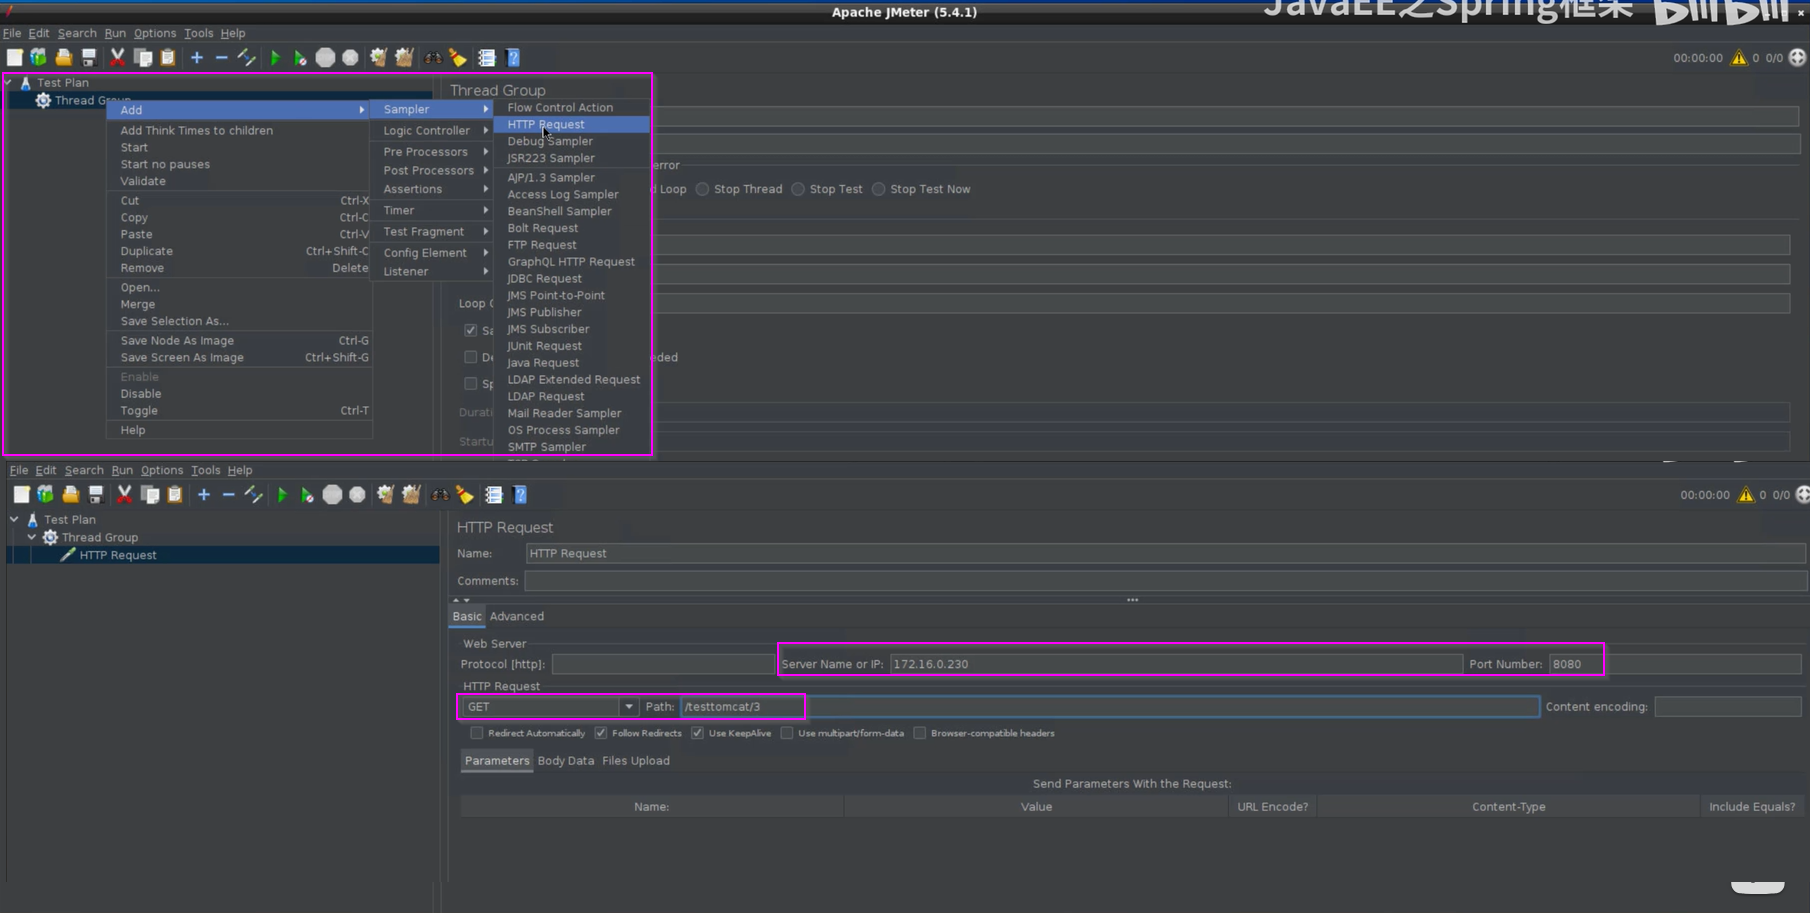 Apache JMeter (5.4.1)
JavaEE之Spring框架 bilibili
File Edit Search Run Options Tools Help
00:00:00 0 0/0
Test Plan
Thread Group
Add
Add Think Times to children
Start
Start no pauses
Validate
Cut Ctrl-X
Copy Ctrl-C
Paste Ctrl-V
Duplicate Ctrl+Shift-C
Remove Delete
Open...
Merge
Save Selection As...
Save Node As Image Ctrl-G
Save Screen As Image Ctrl+Shift-G
Enable
Disable
Toggle Ctrl-T
Help
Sampler
Logic Controller
Pre Processors
Post Processors
Assertions
Timer
Test Fragment
Config Element
Listener
Flow Control Action
HTTP Request
Debug Sampler
JSR223 Sampler
AJP/1.3 Sampler
Access Log Sampler
BeanShell Sampler
Bolt Request
FTP Request
GraphQL HTTP Request
JDBC Request
JMS Point-to-Point
JMS Publisher
JMS Subscriber
JUnit Request
Java Request
LDAP Extended Request
LDAP Request
Mail Reader Sampler
OS Process Sampler
SMTP Sampler
Thread Group
Loop Stop Thread Stop Test Stop Test Now
Loop
File Edit Search Run Options Tools Help
00:00:00 0 0/0
Test Plan
Thread Group
HTTP Request
HTTP Request
Name: HTTP Request
Comments:
Basic Advanced
Web Server
Protocol [http]: Server Name or IP: 172.16.0.230 Port Number: 8080
HTTP Request
GET Path: /testtomcat/3 Content encoding:
Redirect Automatically Follow Redirects Use KeepAlive Use multipart/form-data Browser-compatible headers
Parameters Body Data Files Upload
Send Parameters With the Request:
Name: Value URL Encode? Content-Type Include Equals?